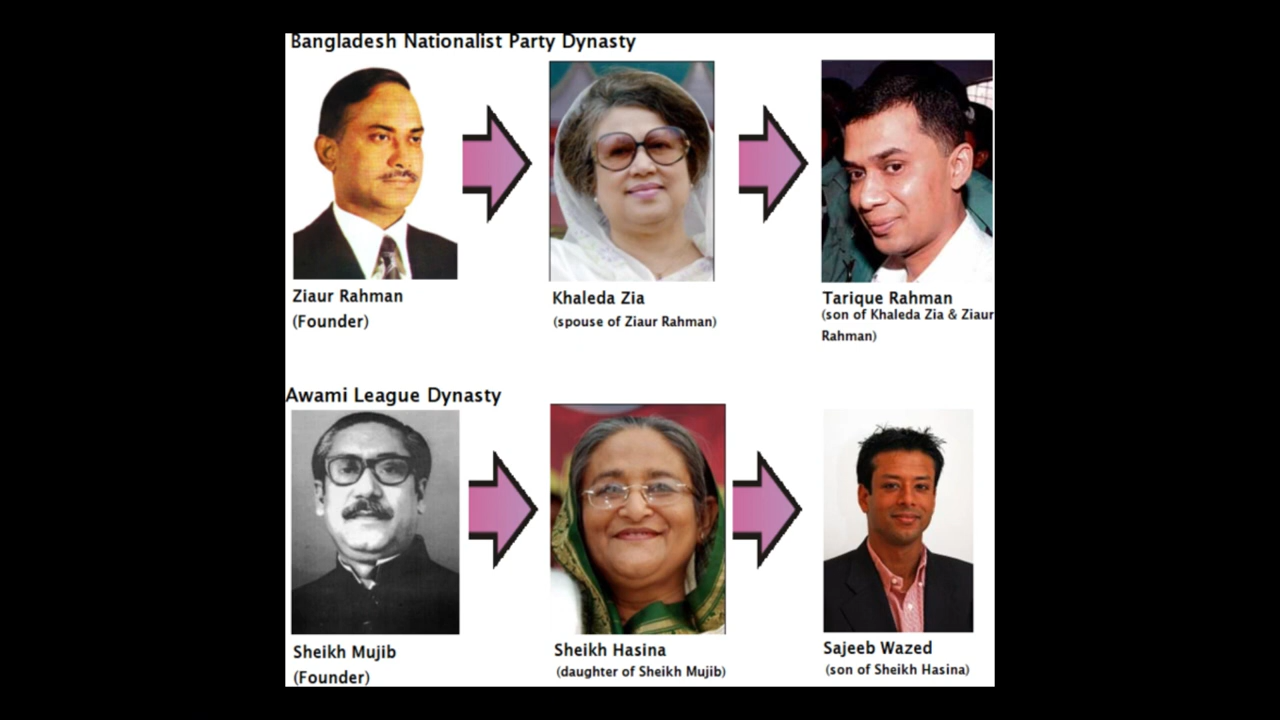 Bangladesh Nationalist Party Dynasty
Ziaur Rahman
(Founder)
Khaleda Zia
(spouse of Ziaur Rahman)
Tarique Rahman
(son of Khaleda Zia & Ziaur
Rahman)
Awami League Dynasty
Sheikh Mujib
(Founder)
Sheikh Hasina
(daughter of Sheikh Mujib)
Sajeeb Wazed
(son of Sheikh Hasina)